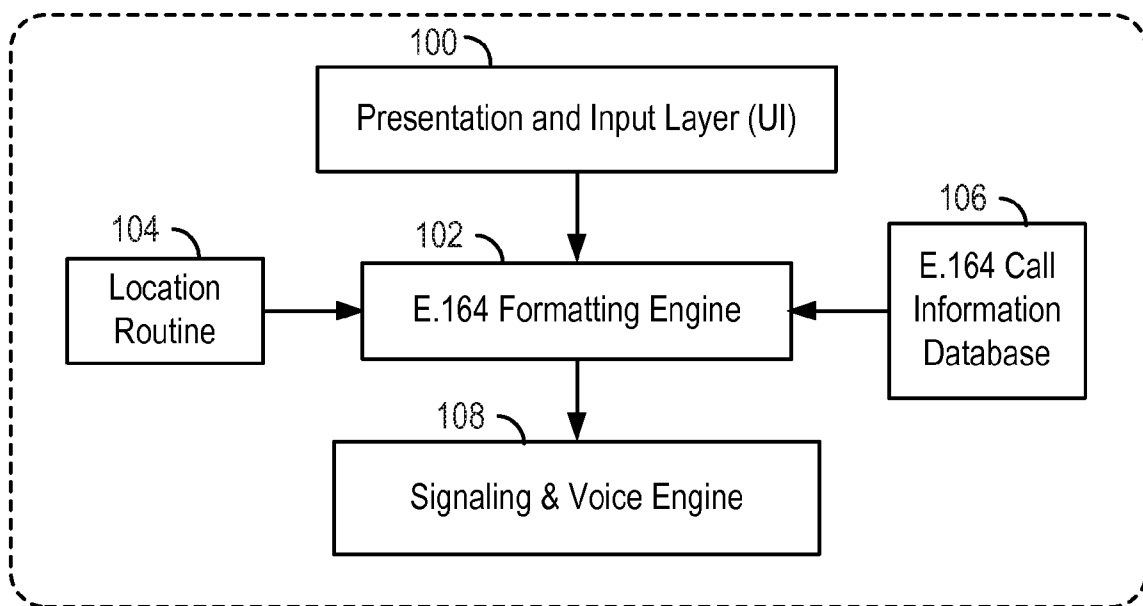 100
Presentation and Input Layer (UI)
104
Location
Routine
102
E.164 Formatting Engine
106
E.164 Call
Information
Database
108
Signaling & Voice Engine